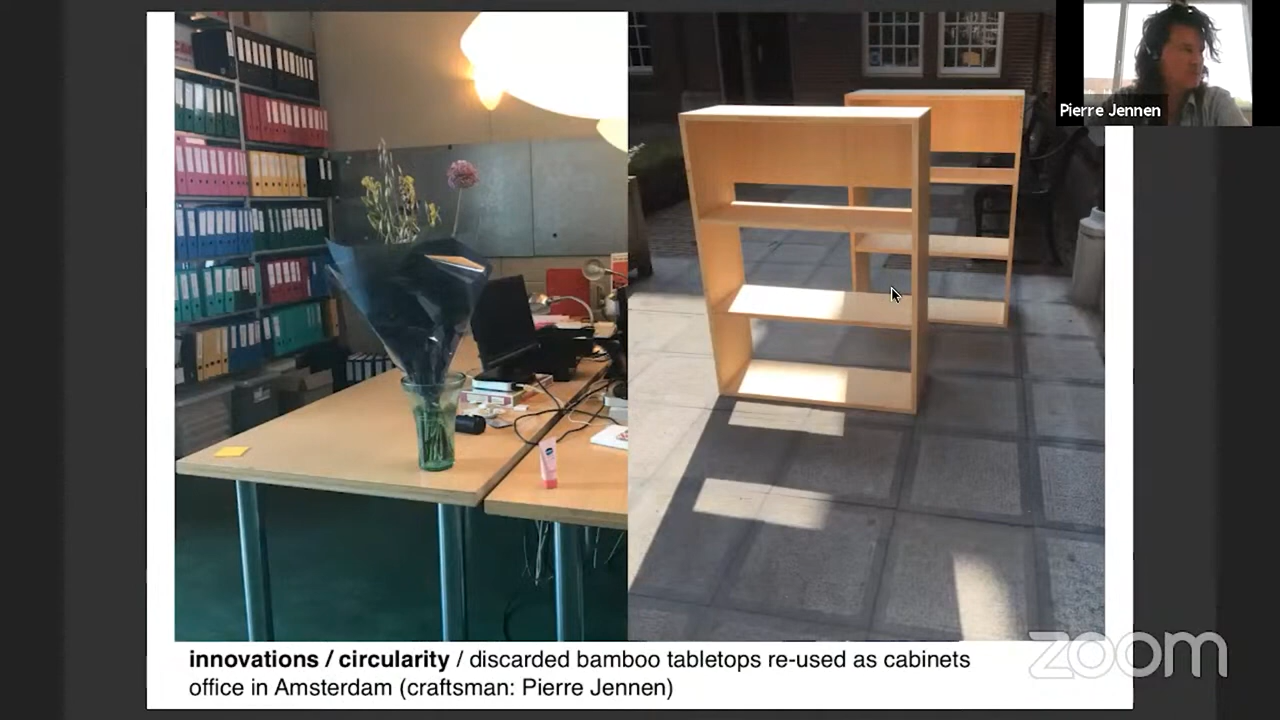 Pierre Jennen
innovations / circularity / discarded bamboo tabletops re-used as cabinets
office in Amsterdam (craftsman: Pierre Jennen)
zoom